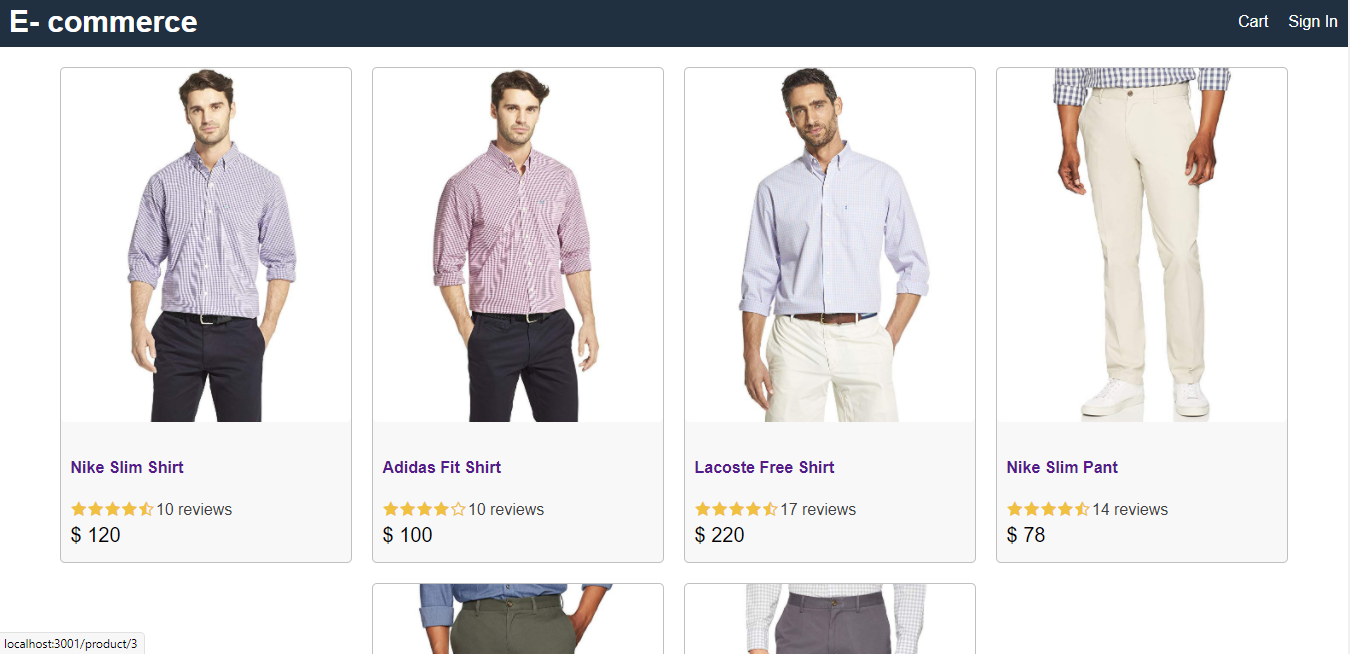 E- commerce
Cart Sign In
Nike Slim Shirt
10 reviews
$ 120
Adidas Fit Shirt
10 reviews
$ 100
Lacoste Free Shirt
17 reviews
$ 220
Nike Slim Pant
14 reviews
$ 78
localhost:3001/product/3